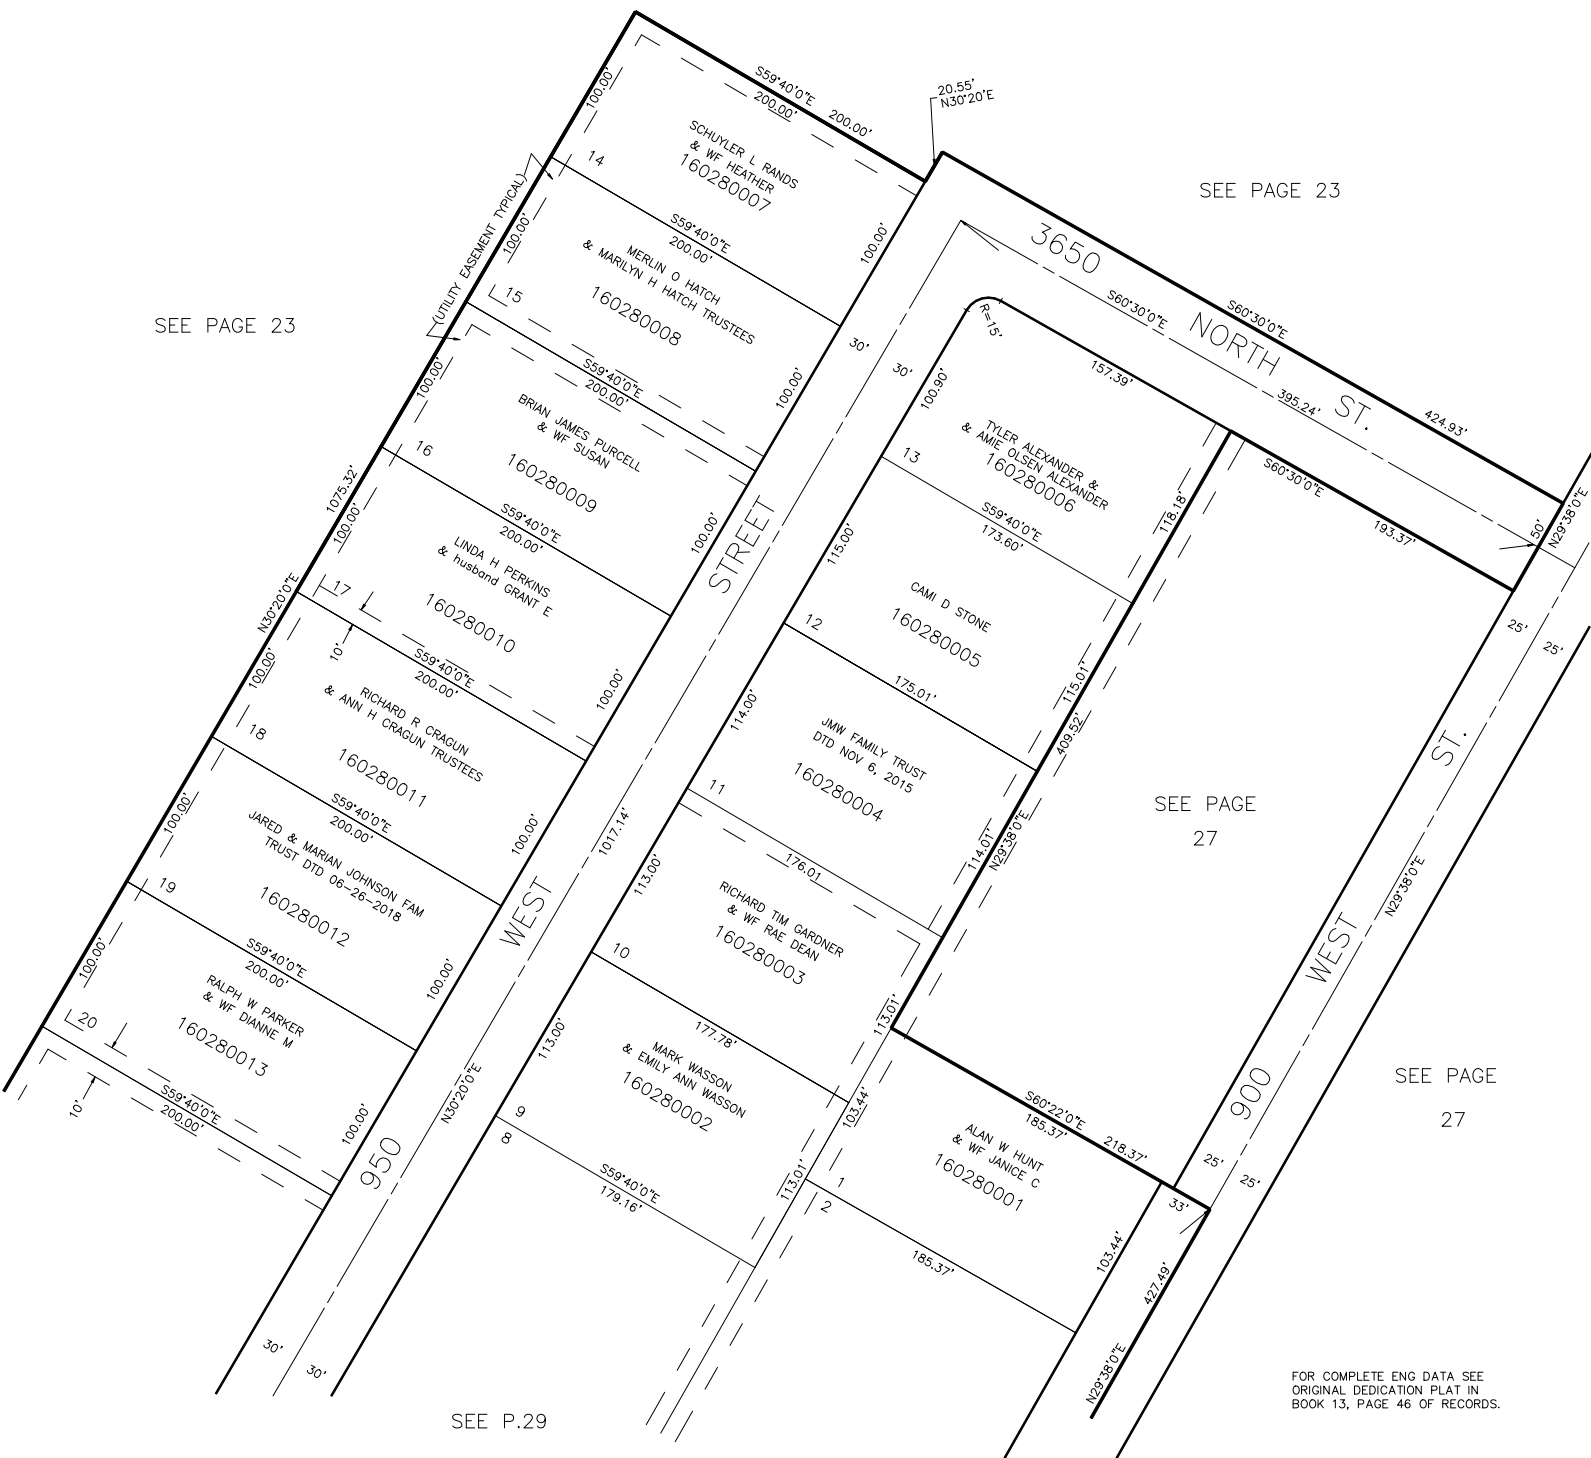 SEE PAGE 23
SEE PAGE 23
20.55'
N30°20'E
S59°40'0"E
200.00'
200.00'
100.00'
SCHUYLER L RANDS
& WF HEATHER
160280007
14
100.00'
S59°40'0"E
200.00'
(UTILITY EASEMENT TYPICAL)
100.00'
MERLIN O HATCH
& MARILYN H HATCH TRUSTEES
160280008
15
100.00'
S59°40'0"E
200.00'
100.00'
BRIAN JAMES PURCELL
& WF SUSAN
160280009
16
100.00'
S59°40'0"E
200.00'
1075.32'
N30°20'0"E
100.00'
LINDA H PERKINS
& husband GRANT E
160280010
17
10'
100.00'
S59°40'0"E
200.00'
100.00'
RICHARD R CRAGUN
& ANN H CRAGUN TRUSTEES
160280011
18
100.00'
S59°40'0"E
200.00'
100.00'
JARED & MARIAN JOHNSON FAM
TRUST DTD 06-26-2018
160280012
19
100.00'
S59°40'0"E
200.00'
100.00'
RALPH W PARKER
& WF DIANNE M
160280013
20
10'
100.00'
S59°40'0"E
200.00'
950
WEST
STREET
N30°20'0"E
1017.14'
30'
30'
30'
30'
3650
NORTH
ST.
S60°30'0"E
S60°30'0"E
395.24'
424.93'
R=15'
157.39'
S60°30'0"E
193.37'
50'
N29°38'0"E
100.90'
TYLER ALEXANDER &
& AMIE OLSEN ALEXANDER
160280006
13
118.18'
S59°40'0"E
173.60'
115.00'
CAMI D STONE
160280005
12
115.01'
175.01'
409.52'
N29°38'0"E
114.00'
JMW FAMILY TRUST
DTD NOV 6, 2015
160280004
11
114.01'
176.01
113.00'
RICHARD TIM GARDNER
& WF RAE DEAN
160280003
10
113.01'
177.78'
113.00'
MARK WASSON
& EMILY ANN WASSON
160280002
9
8
113.01'
103.44'
S59°40'0"E
179.16'
SEE PAGE
27
S60°22'0"E
185.37'
218.37'
ALAN W HUNT
& WF JANICE C
160280001
1
2
185.37'
103.44'
33'
427.49'
N29°38'0"E
900
WEST
ST.
N29°38'0"E
25'
25'
25'
25'
SEE PAGE
27
SEE P.29
FOR COMPLETE ENG DATA SEE
ORIGINAL DEDICATION PLAT IN
BOOK 13, PAGE 46 OF RECORDS.